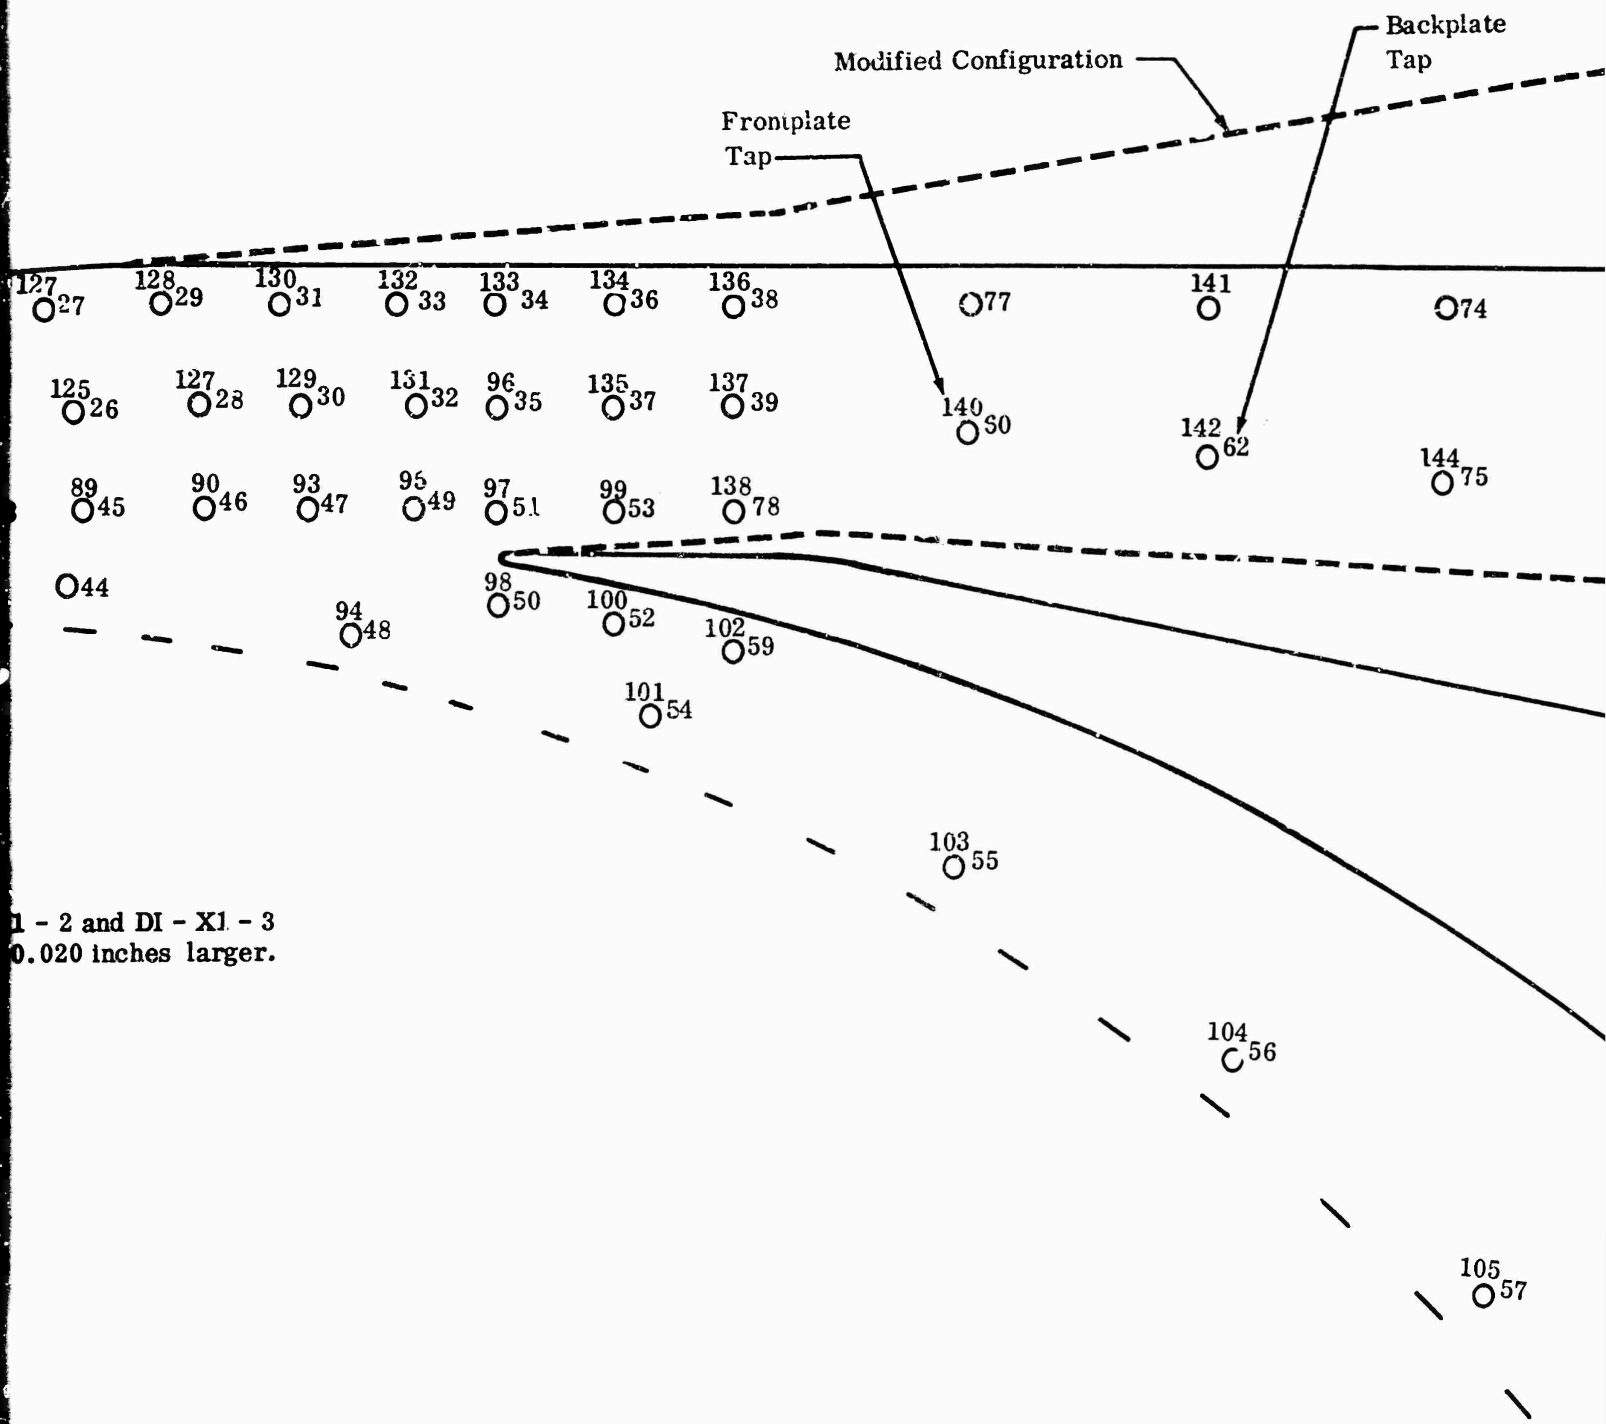 Backplate
Tap
Modified Configuration
Frontplate
Tap
127 128 130 132 133 134 136 141
27 29 31 33 34 36 38 77 74
125 127 129 131 96 135 137 140 142 144
26 28 30 32 35 37 39 60 62 75
89 90 93 95 97 99 138
45 46 47 49 51 53 78
44
94 98 100 102
48 50 52 59
101
54
103
55
1 - 2 and DI - X1 - 3
0.020 inches larger.
104
56
105
57